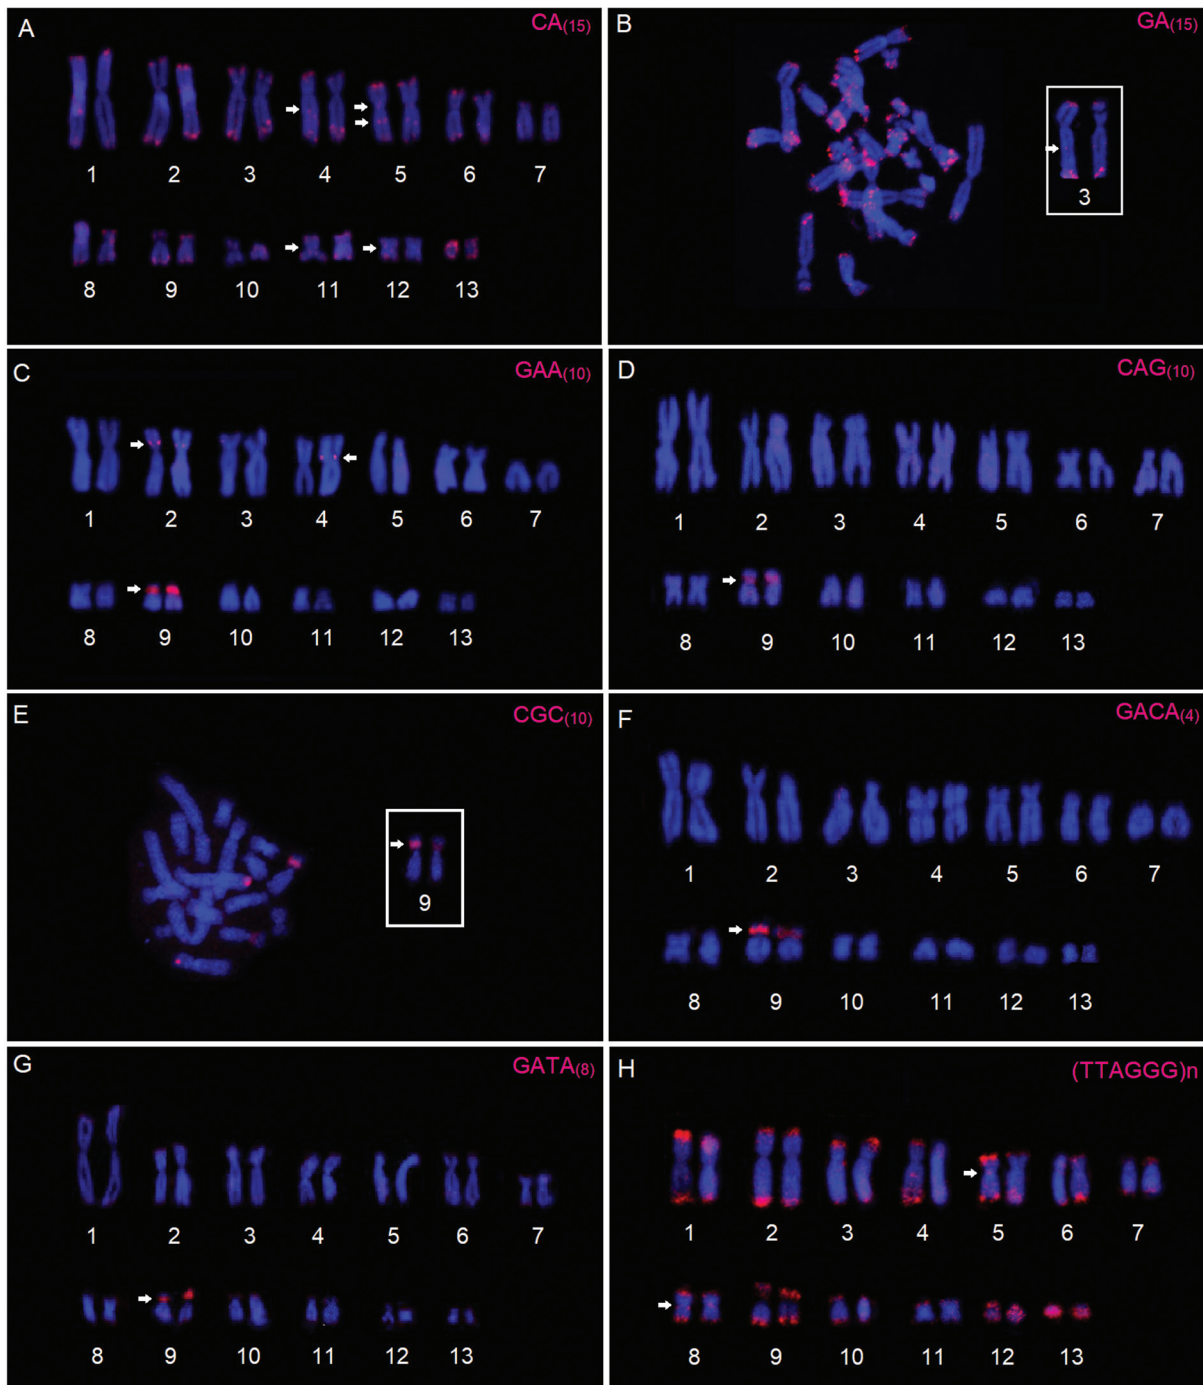 A CA(15)
1 2 3 4 5 6 7
8 9 10 11 12 13
B GA(15)
3
C GAA(10)
1 2 3 4 5 6 7
8 9 10 11 12 13
D CAG(10)
1 2 3 4 5 6 7
8 9 10 11 12 13
E CGC(10)
9
F GACA(4)
1 2 3 4 5 6 7
8 9 10 11 12 13
G GATA(8)
1 2 3 4 5 6 7
8 9 10 11 12 13
H (TTAGGG)n
1 2 3 4 5 6 7
8 9 10 11 12 13